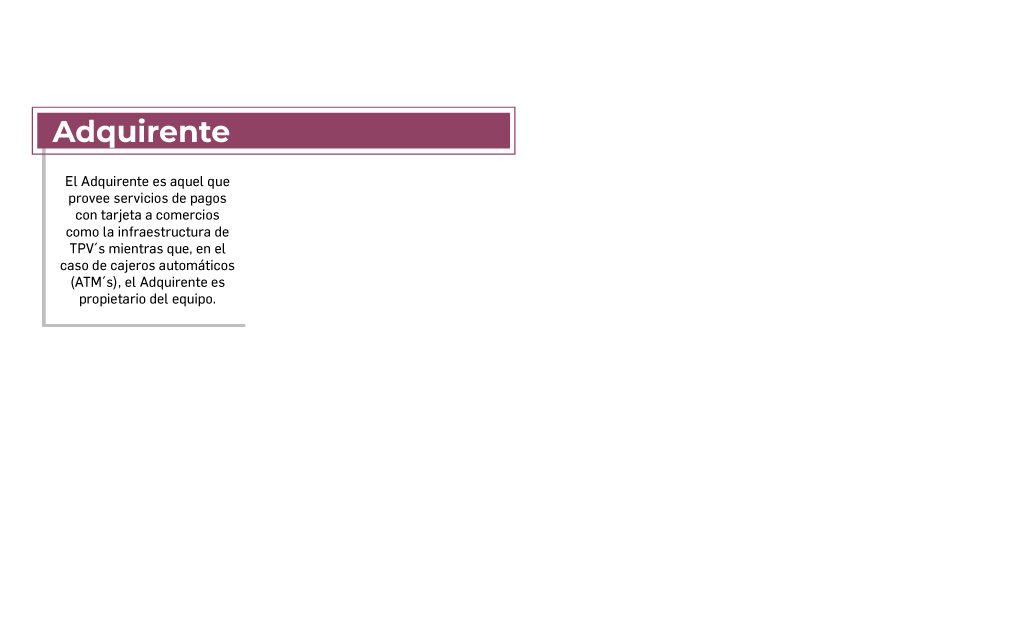 Adquirente
El Adquirente es aquel que
provee servicios de pagos
con tarjeta a comercios
como la infraestructura de
TPV´s mientras que, en el
caso de cajeros automáticos
(ATM´s), el Adquirente es
propietario del equipo.